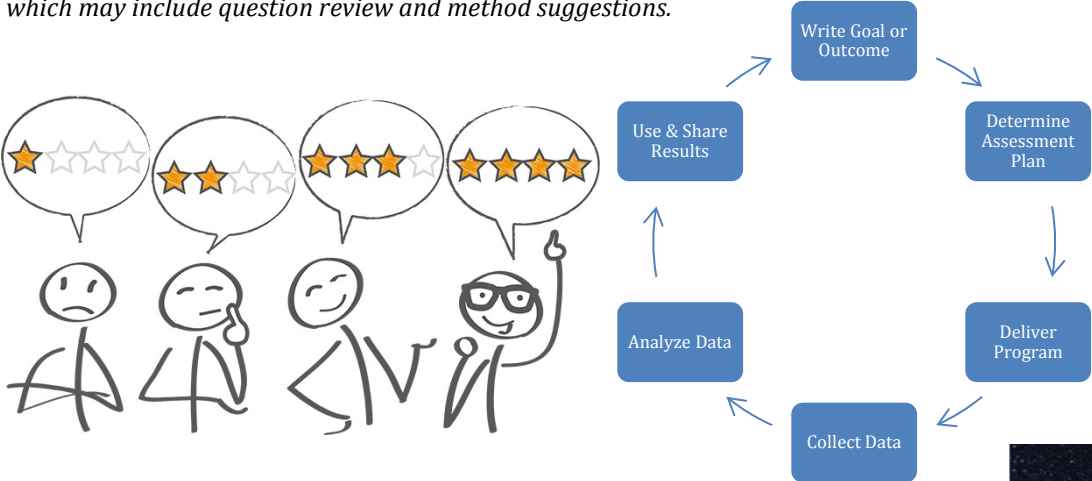 which may include question review and method suggestions.
Write Goal or
Outcome
Determine
Assessment
Plan
Deliver
Program
Collect Data
Analyze Data
Use & Share
Results